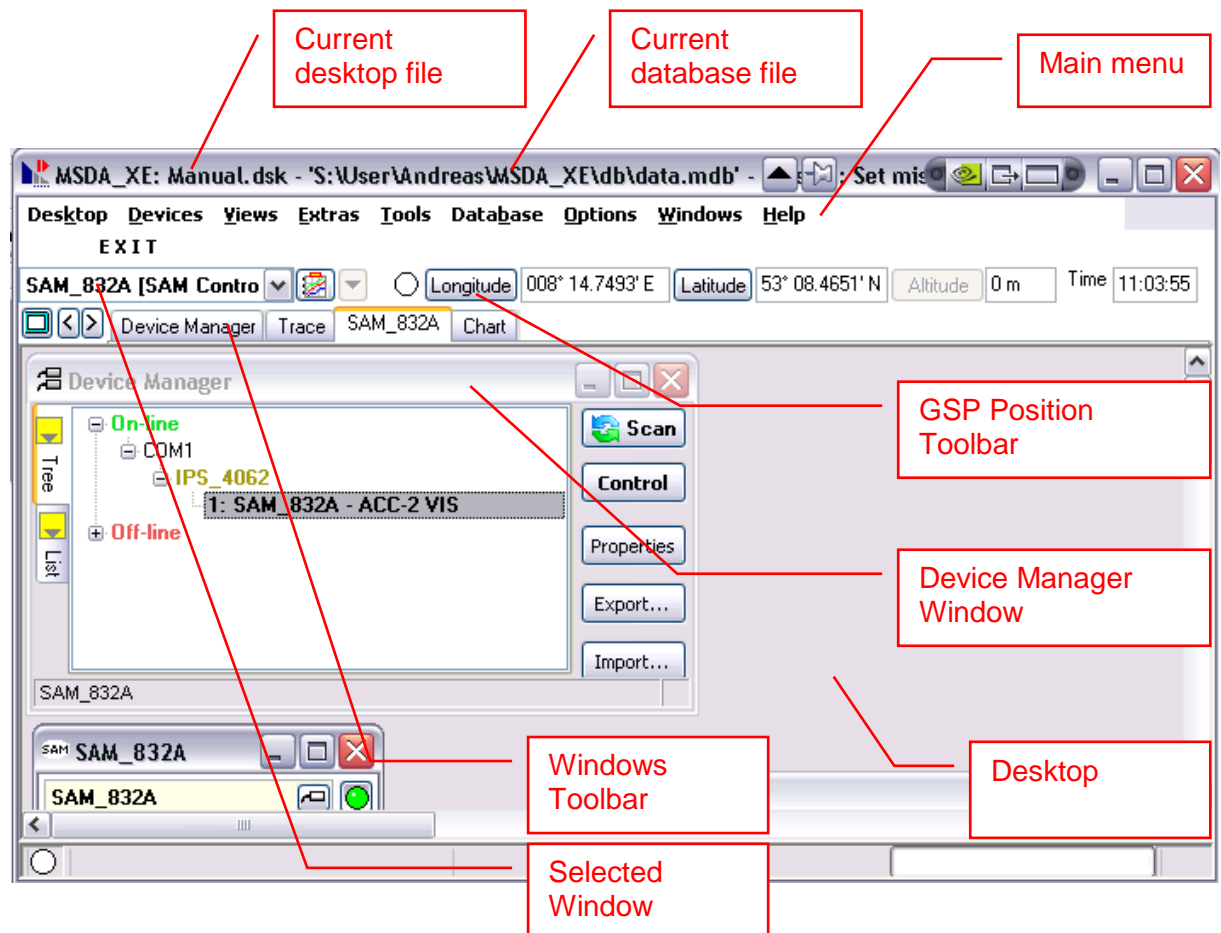 Current
desktop file
Current
database file
Main menu
MSDA_XE: Manual.dsk - 'S:\User\Andreas\MSDA_XE\db\data.mdb' - : Set mis
Desktop Devices Views Extras Tools Database Options Windows Help
EXIT
SAM_832A [SAM Contro Longitude 008° 14.7493' E Latitude 53° 08.4651' N Altitude 0 m Time 11:03:55
Device Manager Trace SAM_832A Chart
Device Manager
GSP Position
Toolbar
Tree
List
On-line
COM1
IPS_4062
1: SAM_832A - ACC-2 VIS
Off-line
Scan
Control
Properties
Export...
Import...
Device Manager
Window
SAM_832A
SAM SAM_832A
SAM_832A
Windows
Toolbar
Desktop
Selected
Window